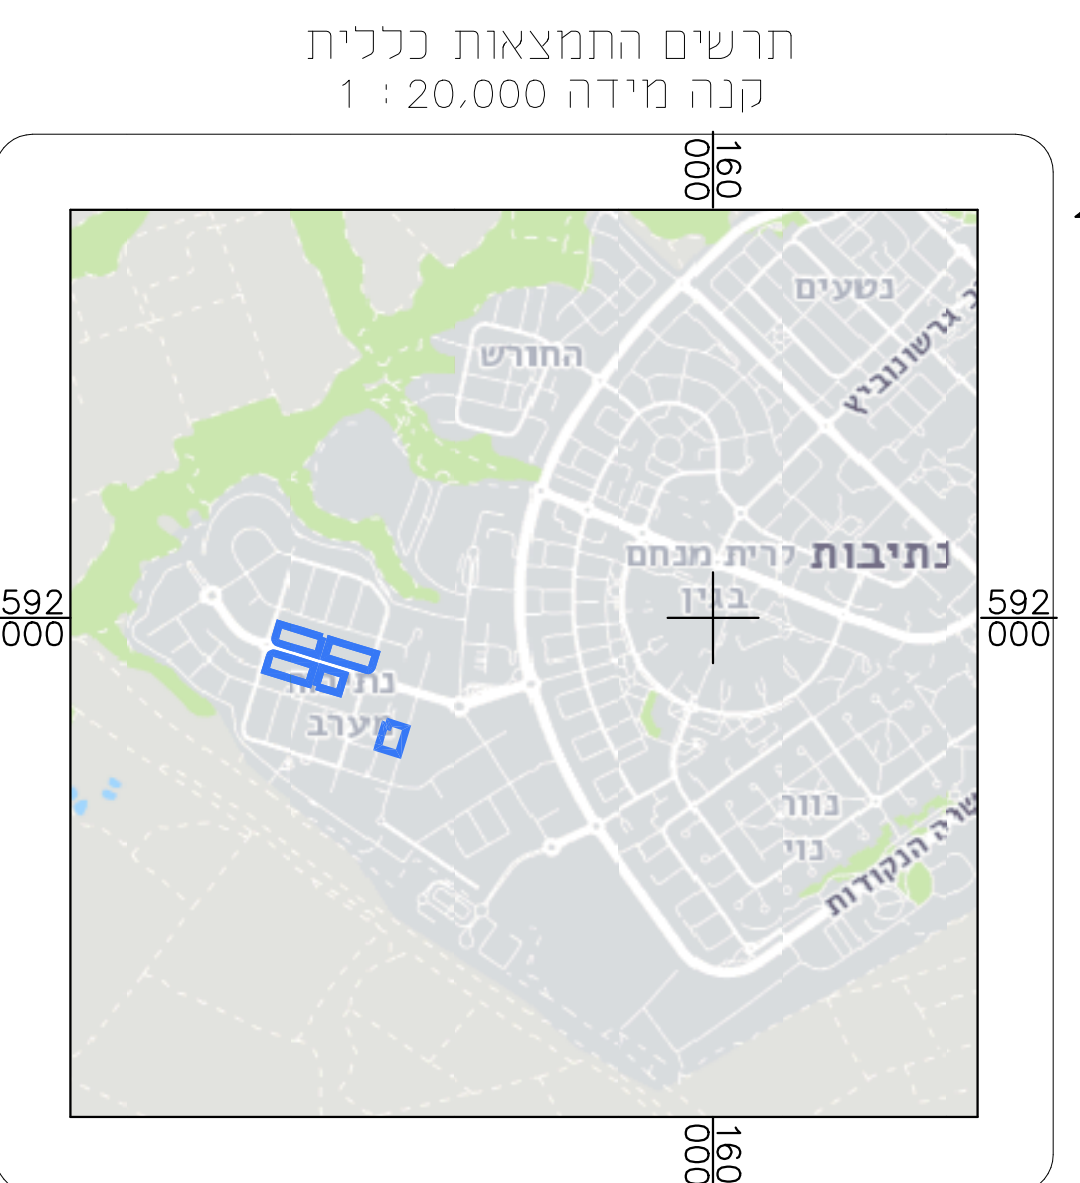 תרשים התמצאות כללית
קנה מידה 20,000 : 1
160
000
נטעים
גרשונוביץ
החורש
נתיבות
קרית מנחם
בגין
592
000
592
000
מערב
נווה
נוי
הנקודות
160
000